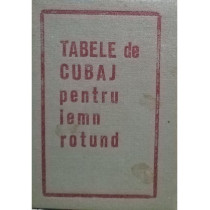 TABELE de
CUBAJ
pentru
lemn
rotund